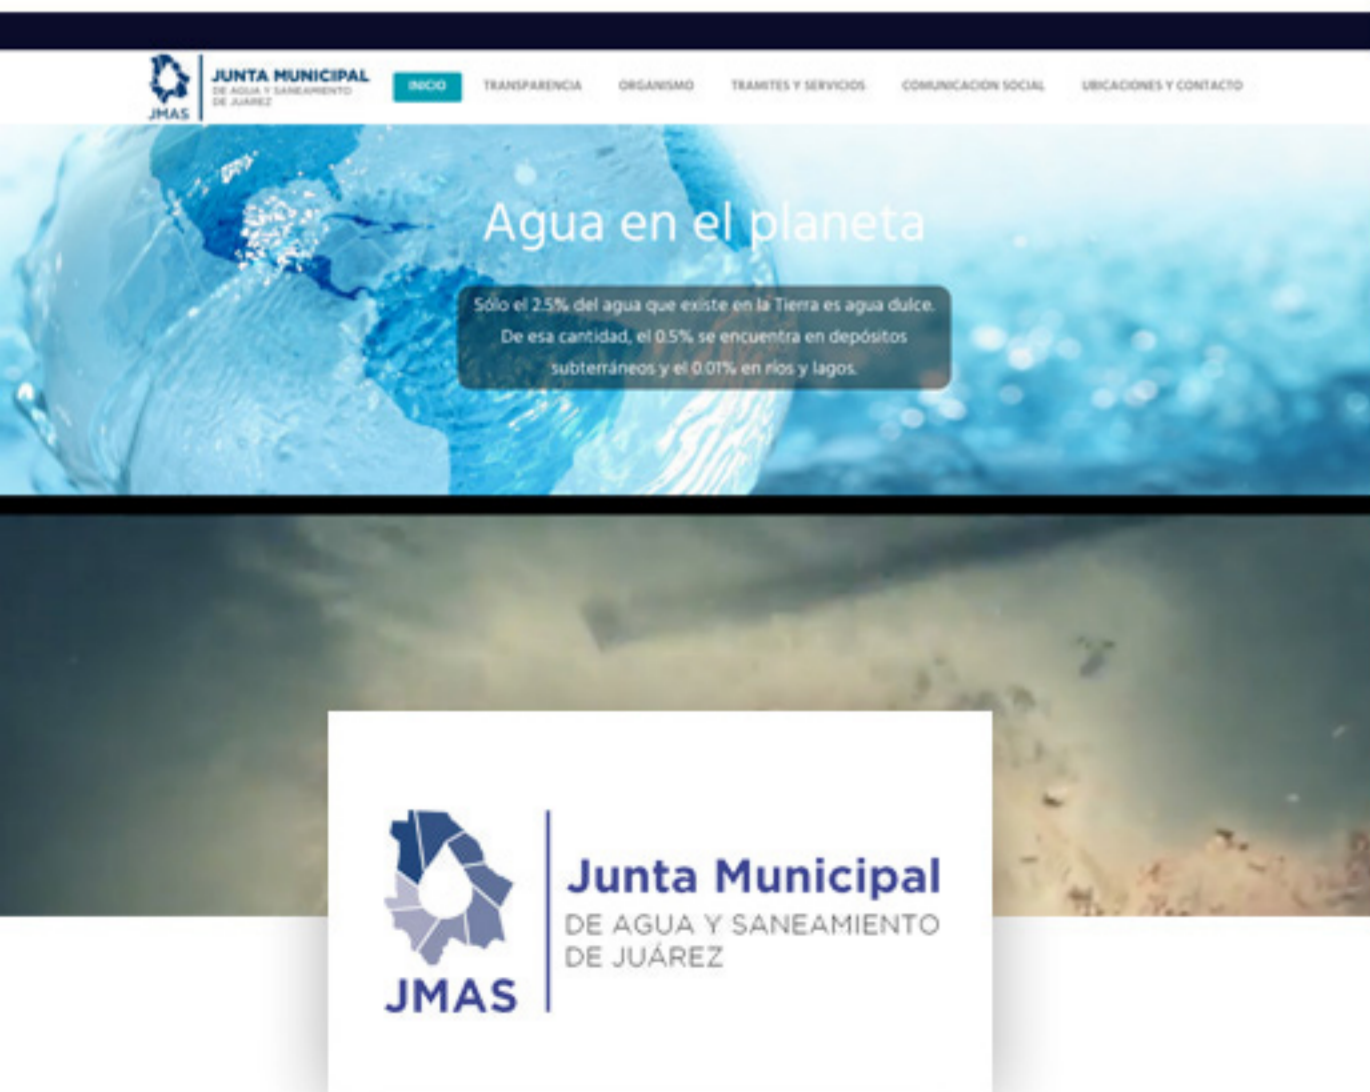 JUNTA MUNICIPAL
DE AGUA Y SANEAMIENTO
DE JUAREZ
JMAS
INICIO
TRANSPARENCIA
ORGANISMO
TRAMITES Y SERVICIOS
COMUNICACION SOCIAL
UBICACIONES Y CONTACTO
Agua en el planeta
Sólo el 2.5% del agua que existe en la Tierra es agua dulce.
De esa cantidad, el 0.5% se encuentra en depósitos
subterráneos y el 0.01% en ríos y lagos.
Junta Municipal
DE AGUA Y SANEAMIENTO
DE JUÁREZ
JMAS